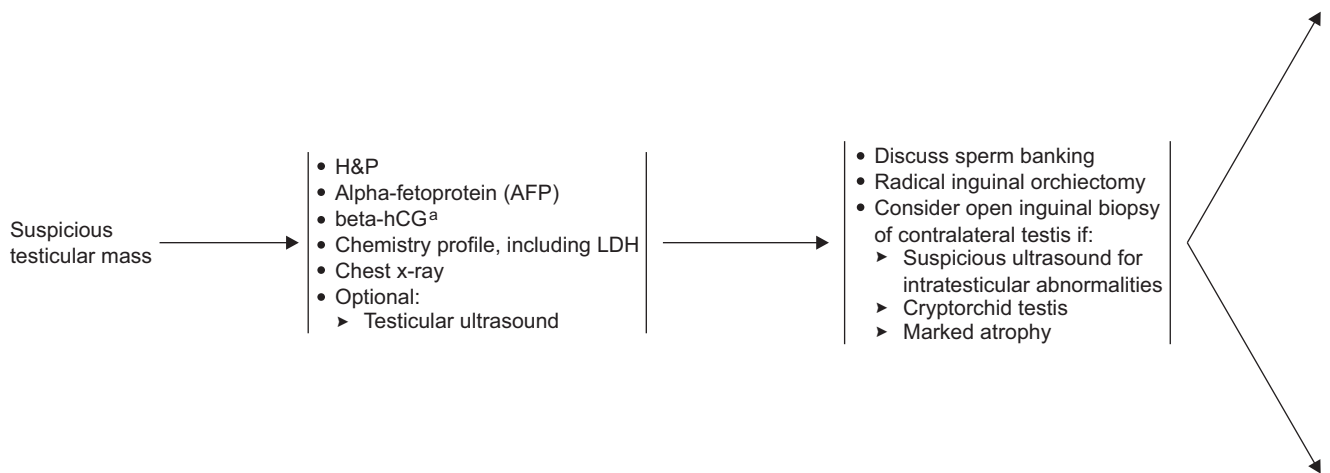 Suspicious
testicular mass
• H&P
• Alpha-fetoprotein (AFP)
• beta-hCGᵃ
• Chemistry profile, including LDH
• Chest x-ray
• Optional:
➤ Testicular ultrasound
• Discuss sperm banking
• Radical inguinal orchiectomy
• Consider open inguinal biopsy
of contralateral testis if:
➤ Suspicious ultrasound for
intratesticular abnormalities
➤ Cryptorchid testis
➤ Marked atrophy